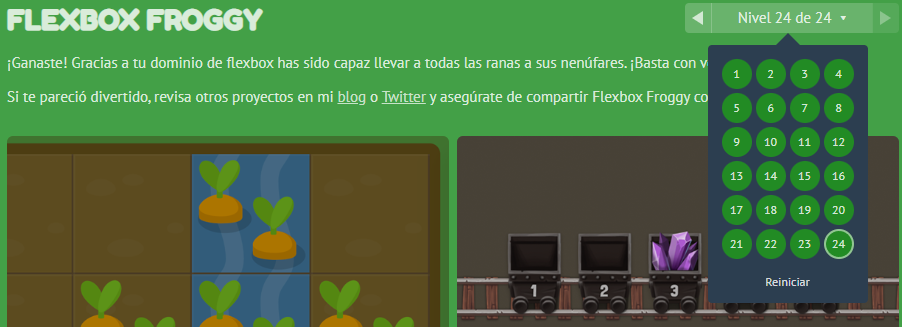 FLEXBOX FROGGY
◀ Nivel 24 de 24 ▼ ▶
¡Ganaste! Gracias a tu dominio de flexbox has sido capaz llevar a todas las ranas a sus nenúfares. ¡Basta con
Si te pareció divertido, revisa otros proyectos en mi blog o Twitter y asegúrate de compartir Flexbox Froggy
1 2 3 4
5 6 7 8
9 10 11 12
13 14 15 16
17 18 19 20
21 22 23 24
Reiniciar
1 2 3